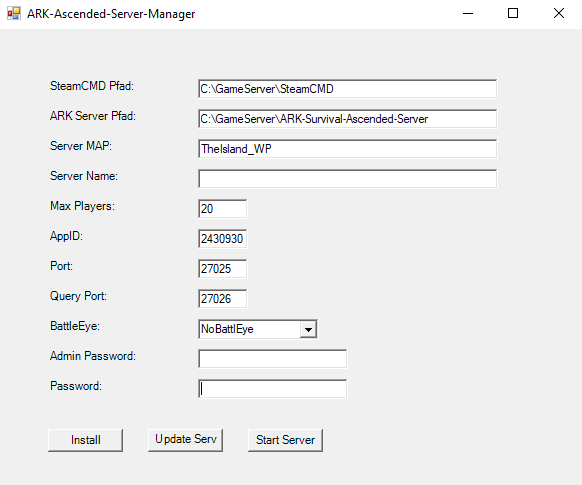 ARK-Ascended-Server-Manager
SteamCMD Pfad: C:\GameServer\SteamCMD
ARK Server Pfad: C:\GameServer\ARK-Survival-Ascended-Server
Server MAP: TheIsland_WP
Server Name:
Max Players: 20
AppID: 2430930
Port: 27025
Query Port: 27026
BattleEye: NoBattlEye
Admin Password:
Password:
Install Update Serv Start Server